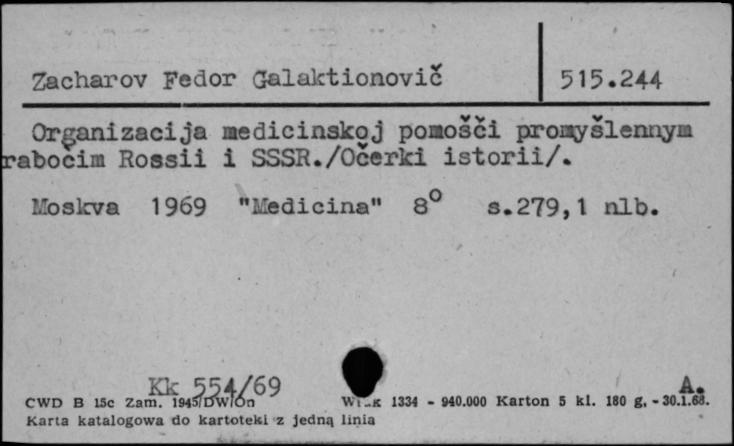 Zacharov Fedor Galaktionovič 515.244
Organizacija medicinskoj pomošči promyšlennym
rabočim Rossii i SSSR./Očerki istorii/.
Moskva 1969 "Medicina" 8° s.279,1 nlb.
Kk 554/69 A.
CWD B 15c Zam. 1945/DW/On 1334 - 940.000 Karton 5 kl. 180 g. - 30.1.68.
Karta katalogowa do kartoteki z jedną linia